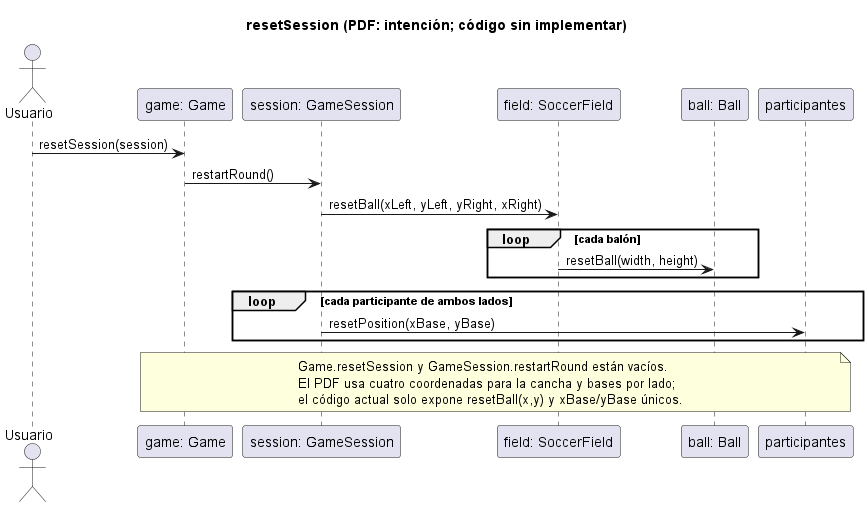 resetSession (PDF: intención; código sin implementar)
Usuario
game: Game
session: GameSession
field: SoccerField
ball: Ball
participantes
resetSession(session)
restartRound()
resetBall(xLeft, yLeft, yRight, xRight)
loop [cada balón]
resetBall(width, height)
loop [cada participante de ambos lados]
resetPosition(xBase, yBase)
Game.resetSession y GameSession.restartRound están vacíos.
El PDF usa cuatro coordenadas para la cancha y bases por lado;
el código actual solo expone resetBall(x,y) y xBase/yBase únicos.
Usuario
game: Game
session: GameSession
field: SoccerField
ball: Ball
participantes